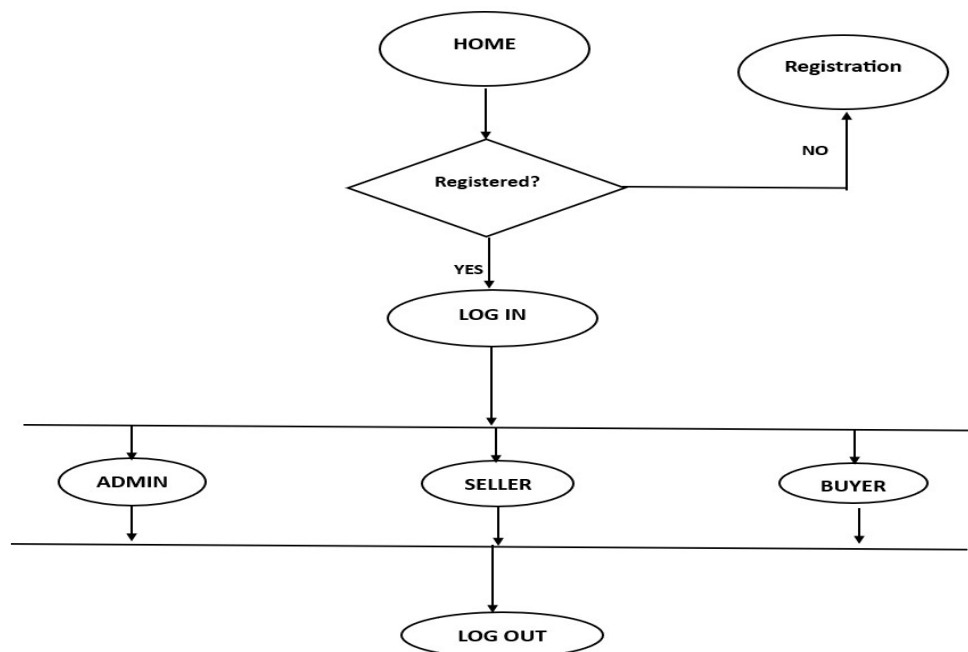 HOME
Registration
NO
Registered?
YES
LOG IN
ADMIN
SELLER
BUYER
LOG OUT